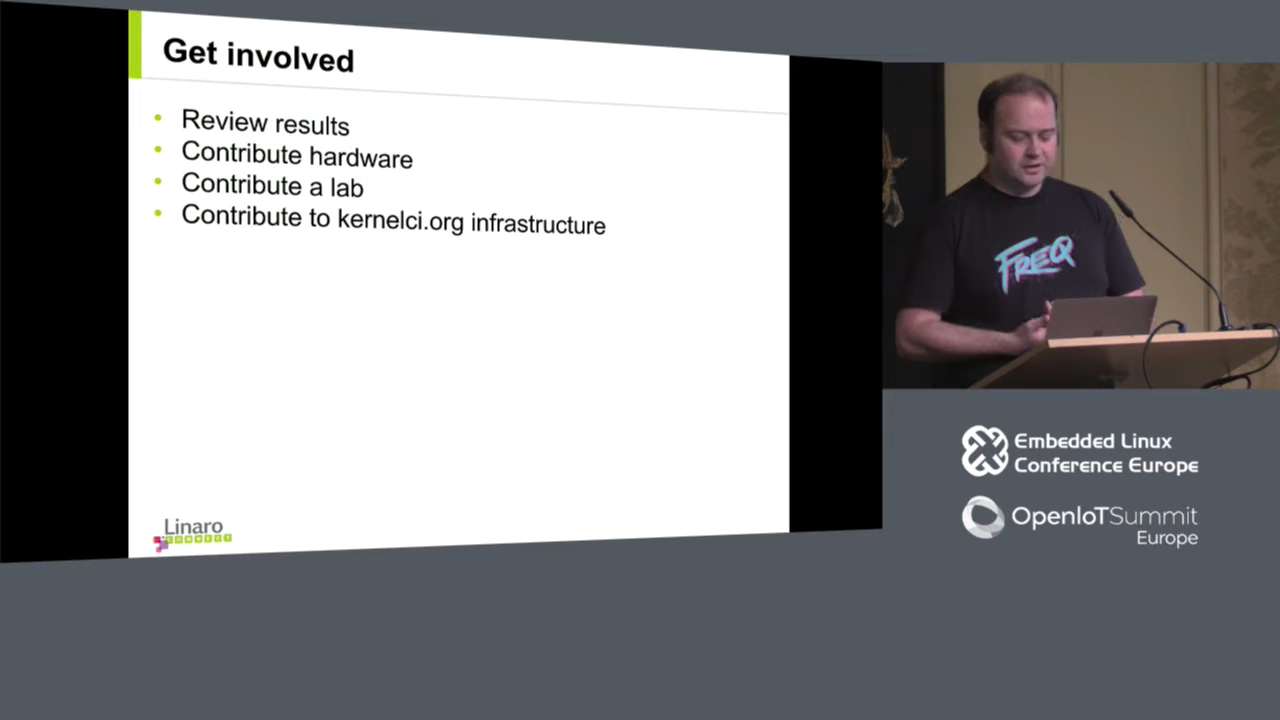 Get involved
• Review results
• Contribute hardware
• Contribute a lab
• Contribute to kernelci.org infrastructure
Linaro
CONNECT
FREQ
Embedded Linux
Conference Europe
OpenIoTSummit
Europe